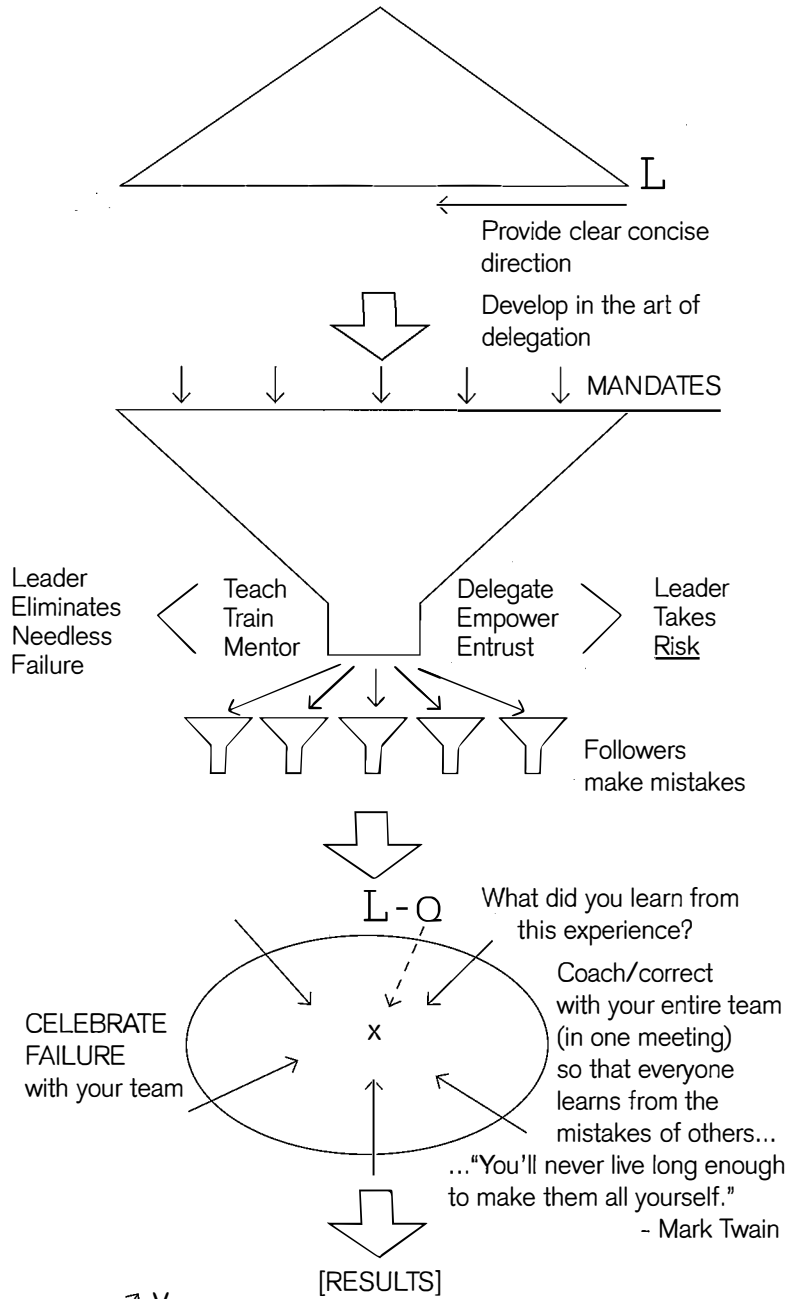 L
Provide clear concise
direction
Develop in the art of
delegation
MANDATES
Leader
Eliminates
Needless
Failure
Teach
Train
Mentor
Delegate
Empower
Entrust
Leader
Takes
Risk
Followers
make mistakes
L-Q
What did you learn from
this experience?
CELEBRATE
FAILURE
with your team
x
Coach/correct
with your entire team
(in one meeting)
so that everyone
learns from the
mistakes of others...
..."You'll never live long enough
to make them all yourself."
- Mark Twain
[RESULTS]